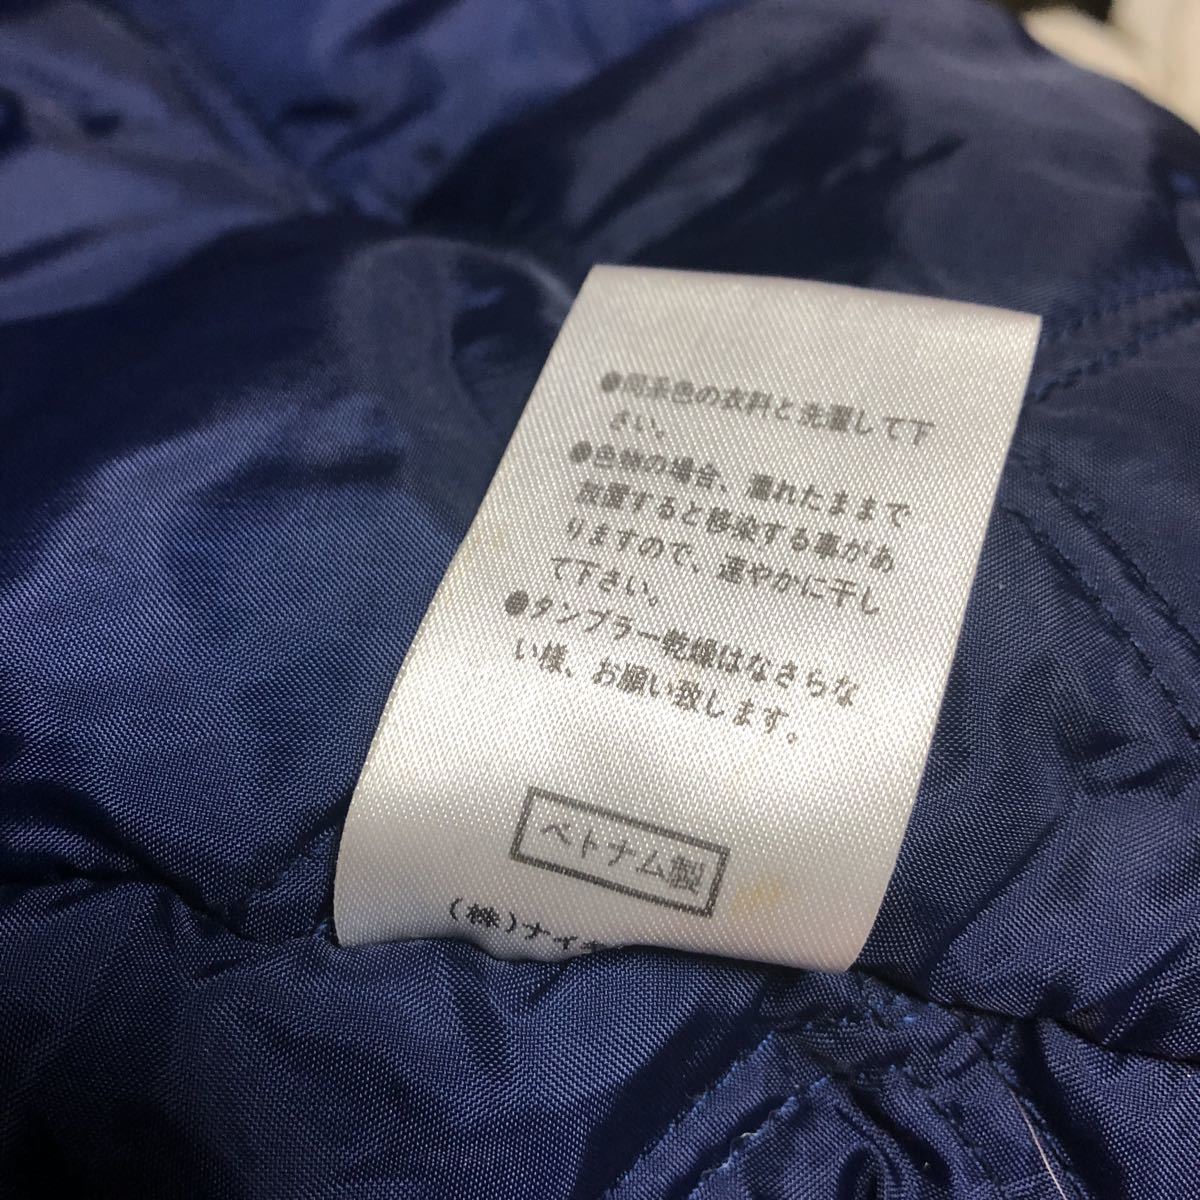 ●同系色の衣料と洗濯して下
さい。
●色物の場合、濡れたままで
放置すると移染する事があ
りますので、速やかに干し
て下さい。
●タンブラー乾燥はなさらな
い様、お願い致します。
ベトナム製
(株)ナイキ